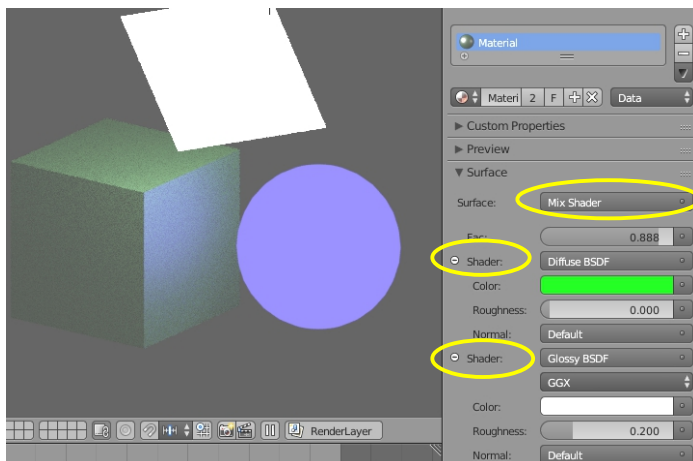 Material
Materi 2 F Data
Custom Properties
Preview
Surface
Surface: Mix Shader
Fac: 0.888
Shader: Diffuse BSDF
Color:
Roughness: 0.000
Normal: Default
Shader: Glossy BSDF
GGX
Color:
Roughness: 0.200
Normal: Default
RenderLayer